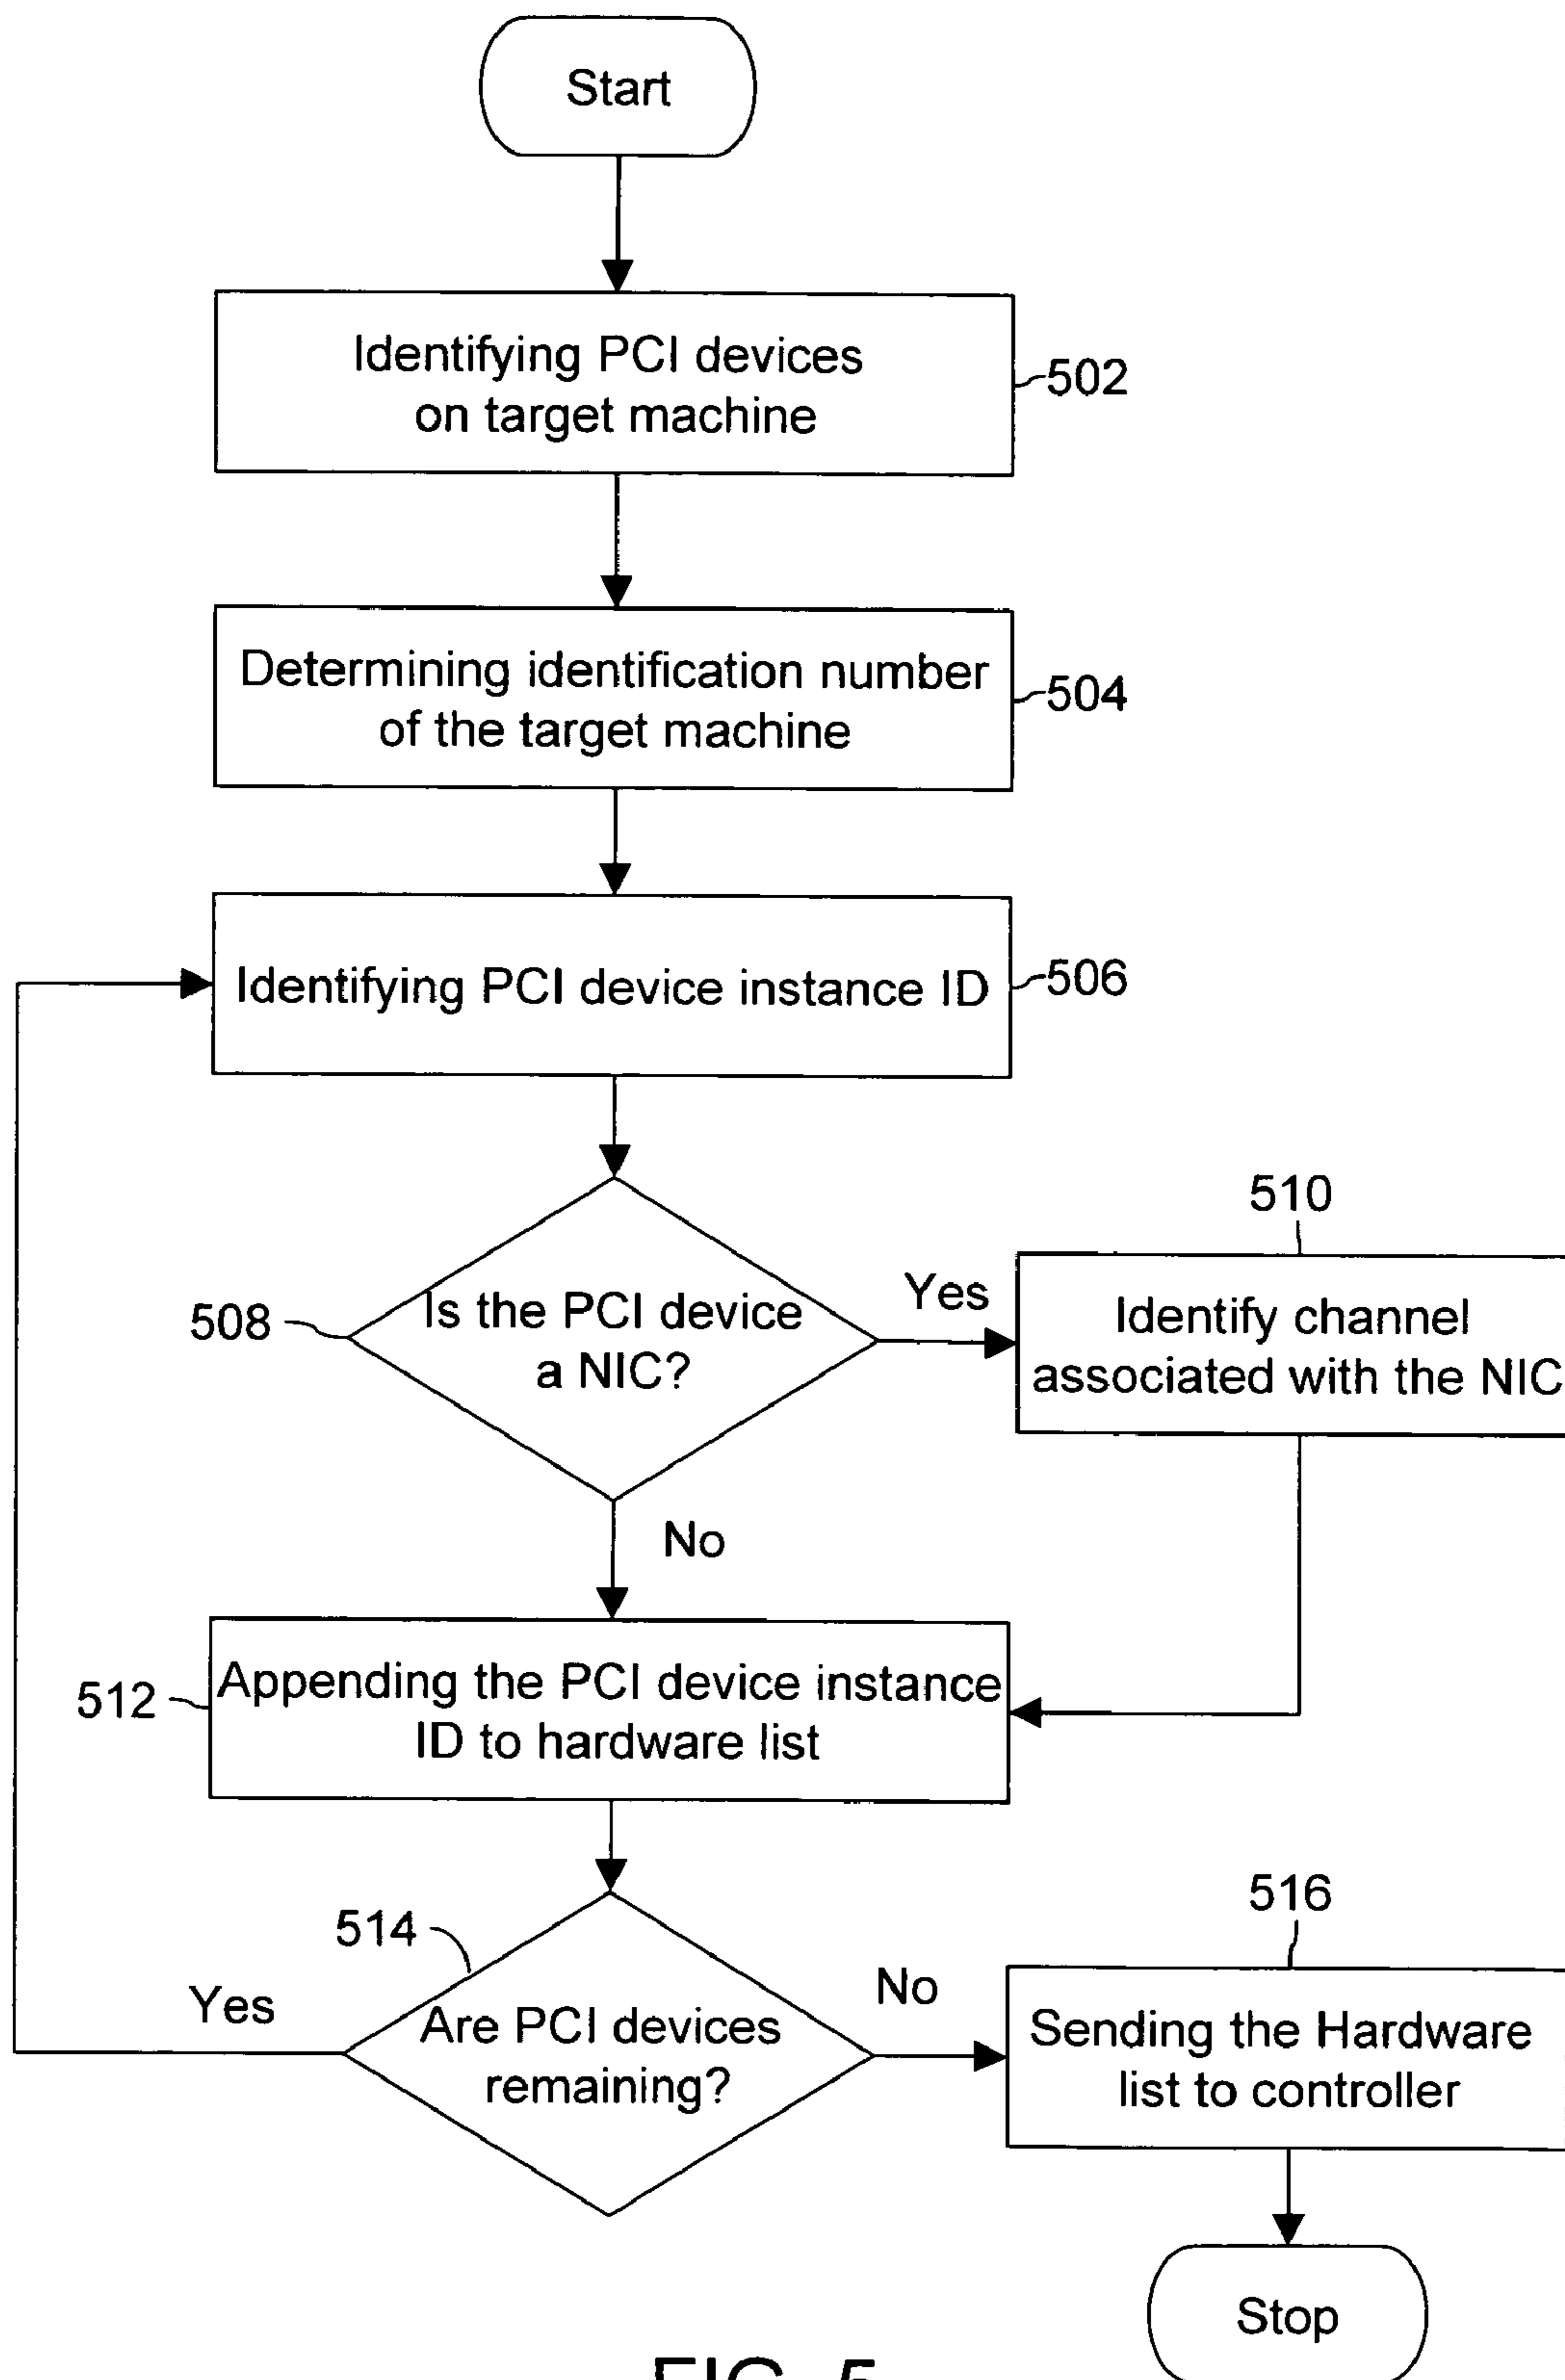 Start
Identifying PCI devices
on target machine
502
Determining identification number
of the target machine
504
Identifying PCI device instance ID
506
508
Is the PCI device
a NIC?
Yes
510
Identify channel
associated with the NIC
No
512
Appending the PCI device instance
ID to hardware list
514
Are PCI devices
remaining?
Yes
No
516
Sending the Hardware
list to controller
Stop
FIG. 5